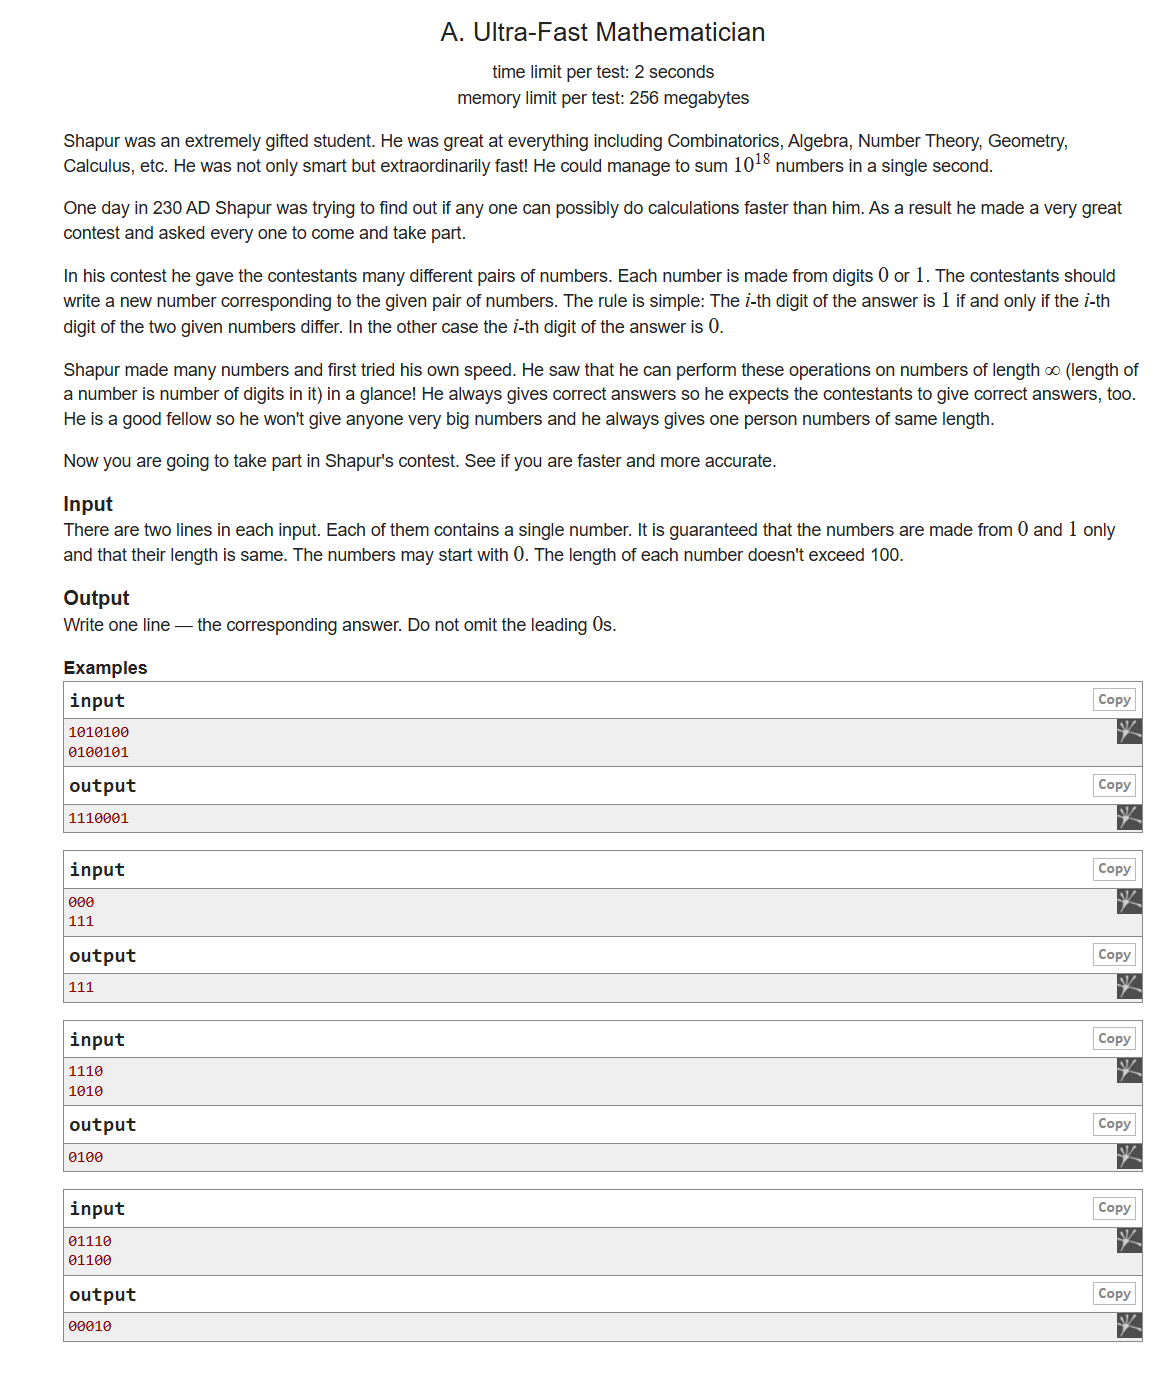 A. Ultra-Fast Mathematician
time limit per test: 2 seconds
memory limit per test: 256 megabytes
Shapur was an extremely gifted student. He was great at everything including Combinatorics, Algebra, Number Theory, Geometry,
Calculus, etc. He was not only smart but extraordinarily fast! He could manage to sum 10^18 numbers in a single second.
One day in 230 AD Shapur was trying to find out if any one can possibly do calculations faster than him. As a result he made a very great
contest and asked every one to come and take part.
In his contest he gave the contestants many different pairs of numbers. Each number is made from digits 0 or 1. The contestants should
write a new number corresponding to the given pair of numbers. The rule is simple: The i-th digit of the answer is 1 if and only if the i-th
digit of the two given numbers differ. In the other case the i-th digit of the answer is 0.
Shapur made many numbers and first tried his own speed. He saw that he can perform these operations on numbers of length ∞ (length of
a number is number of digits in it) in a glance! He always gives correct answers so he expects the contestants to give correct answers, too.
He is a good fellow so he won't give anyone very big numbers and he always gives one person numbers of same length.
Now you are going to take part in Shapur's contest. See if you are faster and more accurate.
Input
There are two lines in each input. Each of them contains a single number. It is guaranteed that the numbers are made from 0 and 1 only
and that their length is same. The numbers may start with 0. The length of each number doesn't exceed 100.
Output
Write one line — the corresponding answer. Do not omit the leading 0s.
Examples
input Copy
1010100
0100101
output Copy
1110001
input Copy
000
111
output Copy
111
input Copy
1110
1010
output Copy
0100
input Copy
01110
01100
output Copy
00010